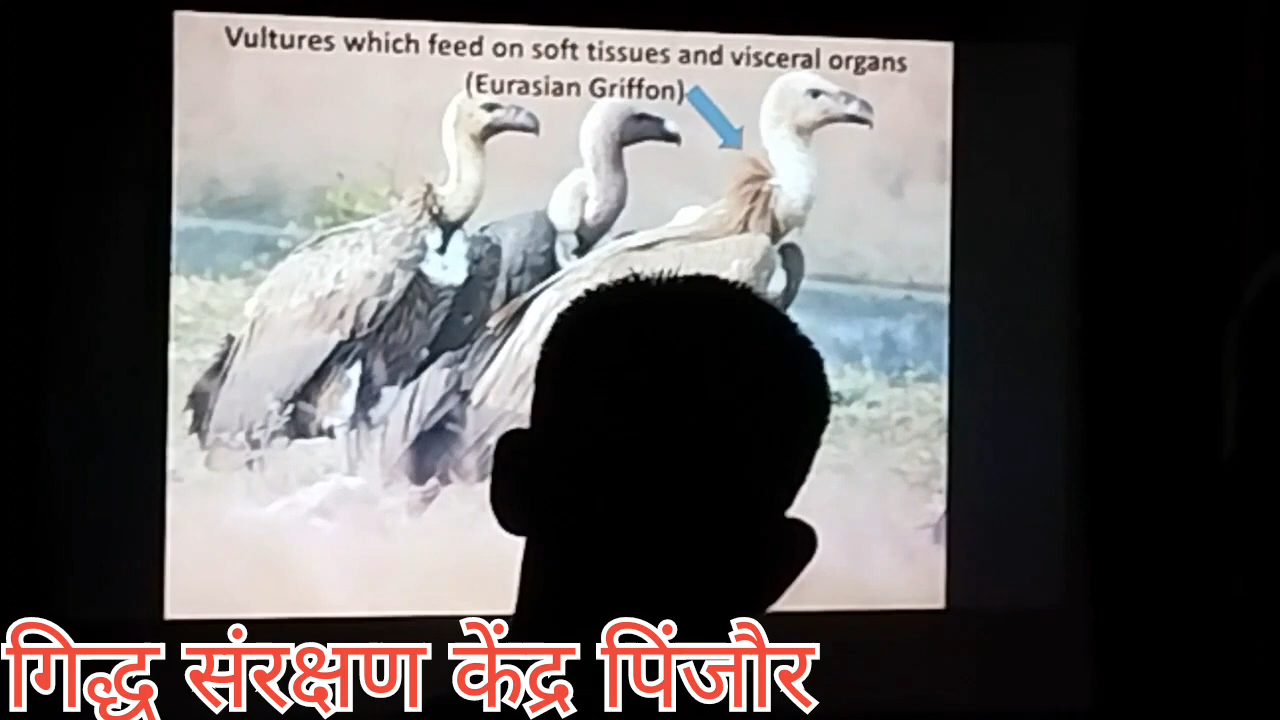 Vultures which feed on soft tissues and visceral organs
(Eurasian Griffon)
गिद्ध संरक्षण केंद्र पिंजौर